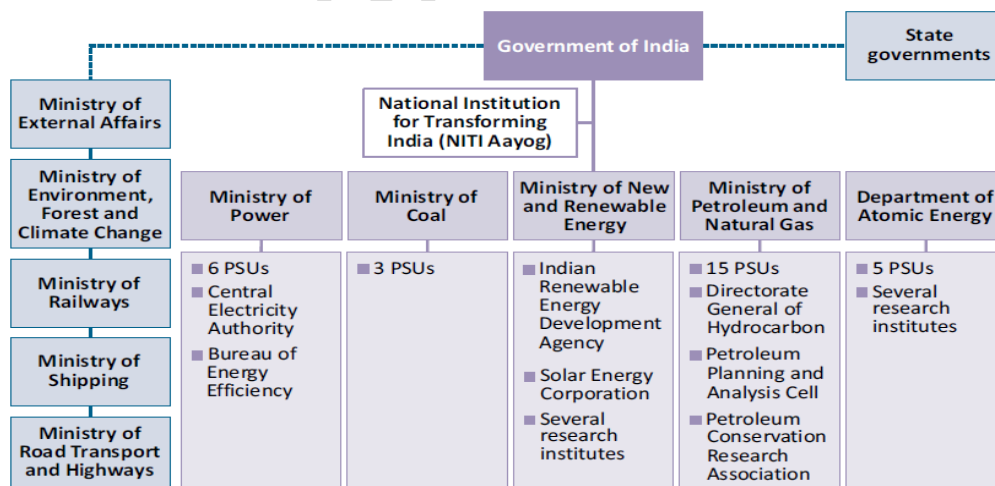 Government of India
State
governments
National Institution
for Transforming
India (NITI Aayog)
Ministry of
External Affairs
Ministry of
Environment,
Forest and
Climate Change
Ministry of
Railways
Ministry of
Shipping
Ministry of
Road Transport
and Highways
Ministry of
Power
6 PSUs
Central
Electricity
Authority
Bureau of
Energy
Efficiency
Ministry of
Coal
3 PSUs
Ministry of New
and Renewable
Energy
Indian
Renewable
Energy
Development
Agency
Solar Energy
Corporation
Several
research
institutes
Ministry of
Petroleum and
Natural Gas
15 PSUs
Directorate
General of
Hydrocarbon
Petroleum
Planning and
Analysis Cell
Petroleum
Conservation
Research
Association
Department of
Atomic Energy
5 PSUs
Several
research
institutes